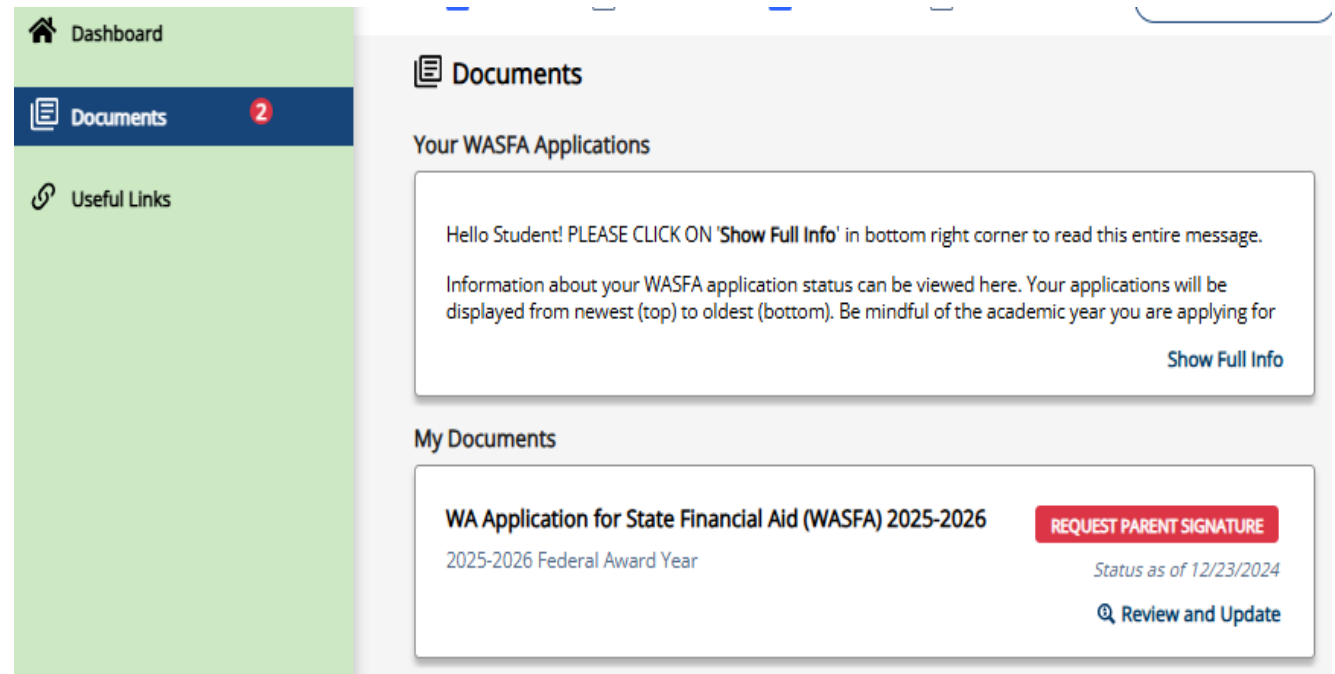 Dashboard
Documents 2
Useful Links
Documents
Your WASFA Applications
Hello Student! PLEASE CLICK ON 'Show Full Info' in bottom right corner to read this entire message.
Information about your WASFA application status can be viewed here. Your applications will be
displayed from newest (top) to oldest (bottom). Be mindful of the academic year you are applying for
Show Full Info
My Documents
WA Application for State Financial Aid (WASFA) 2025-2026
REQUEST PARENT SIGNATURE
2025-2026 Federal Award Year
Status as of 12/23/2024
Review and Update